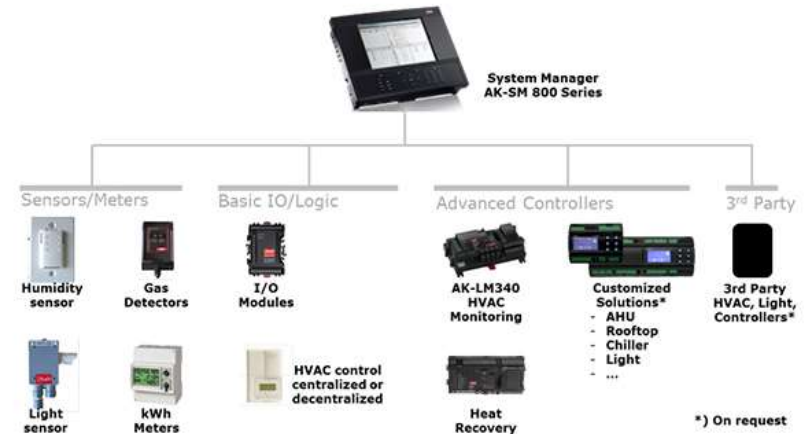 System Manager
AK-SM 800 Series
Sensors/Meters
Basic IO/Logic
Advanced Controllers
3rd Party
Humidity
sensor
Gas
Detectors
I/O
Modules
AK-LM340
HVAC
Monitoring
Customized
Solutions*
- AHU
- Rooftop
- Chiller
- Light
- ...
3rd Party
HVAC, Light,
Controllers*
Light
sensor
kWh
Meters
HVAC control
centralized or
decentralized
Heat
Recovery
*) On request